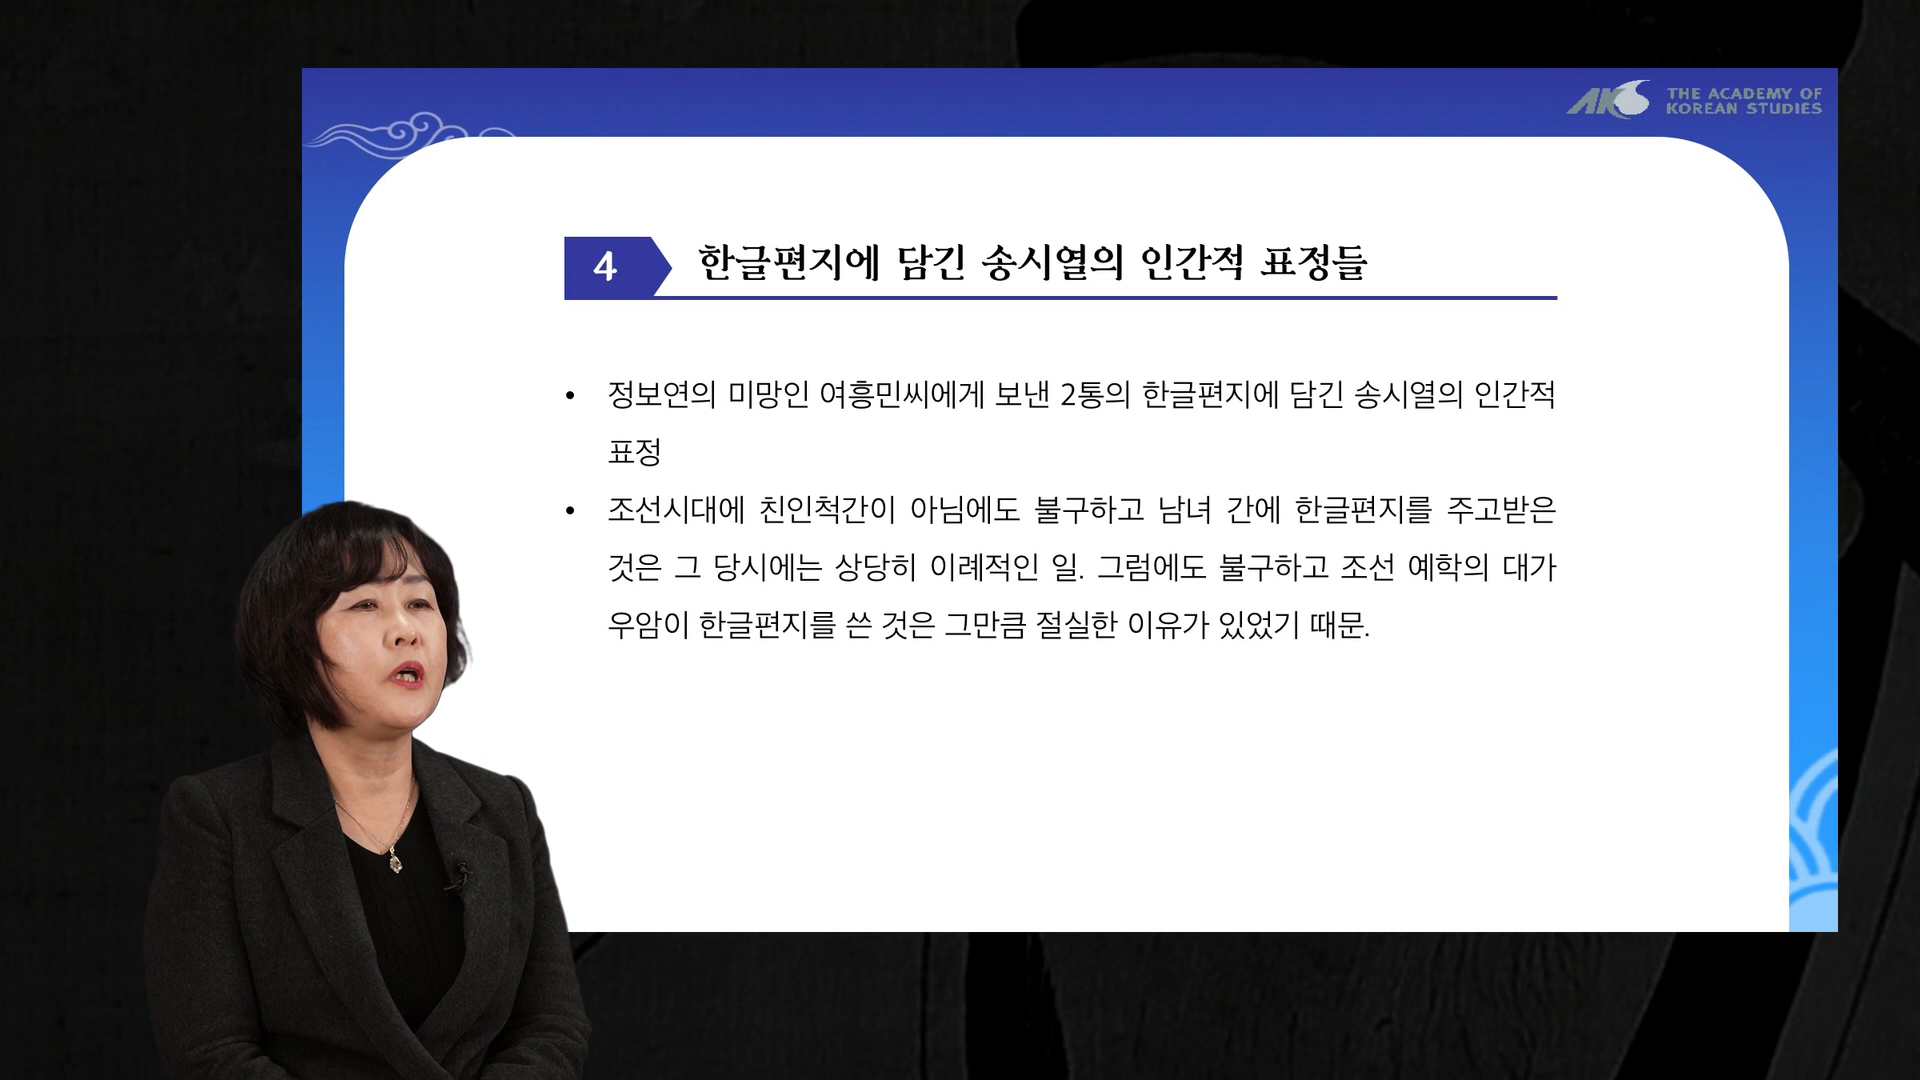 THE ACADEMY OF
KOREAN STUDIES
4 한글편지에 담긴 송시열의 인간적 표정들
• 정보연의 미망인 여흥민씨에게 보낸 2통의 한글편지에 담긴 송시열의 인간적
표정
• 조선시대에 친인척간이 아님에도 불구하고 남녀 간에 한글편지를 주고받은
것은 그 당시에는 상당히 이례적인 일. 그럼에도 불구하고 조선 예학의 대가
우암이 한글편지를 쓴 것은 그만큼 절실한 이유가 있었기 때문.